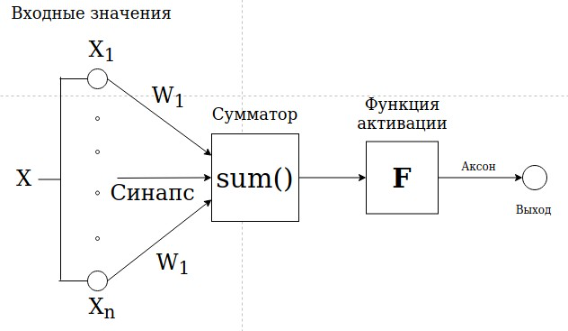 Входные значения
X1
W1
Функция
активации
Сумматор
X
Синапс
sum()
F
Аксон
Выход
W1
Xn